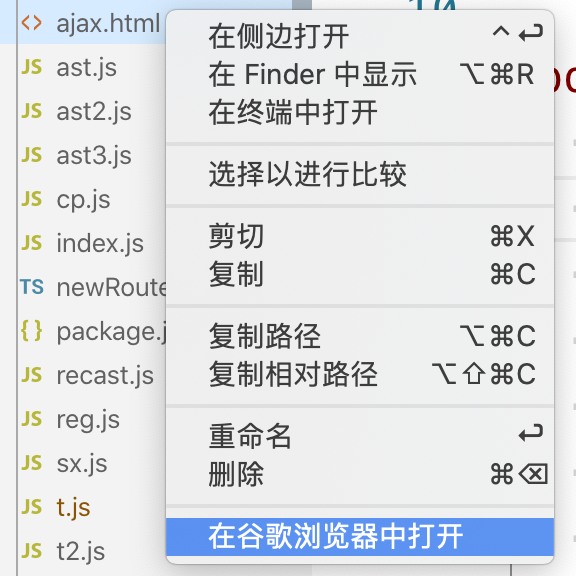 <> ajax.html
JS ast.js
JS ast2.js
JS ast3.js
JS cp.js
JS index.js
TS newRoute
{ } package.j
JS recast.js
JS reg.js
JS sx.js
JS t.js
JS t2.js
在侧边打开 ^↩
在 Finder 中显示 ⌥⌘R
在终端中打开
选择以进行比较
剪切 ⌘X
复制 ⌘C
复制路径 ⌥⌘C
复制相对路径 ⌥⇧⌘C
重命名 ↩
删除 ⌘⌫
在谷歌浏览器中打开